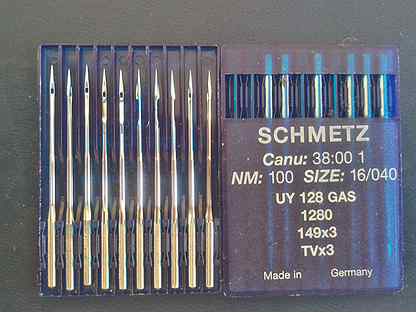 SCHMETZ
Canu: 38:00 1
NM: 100 SIZE: 16/040
UY 128 GAS
1280
149x3
TVx3
Made in Germany